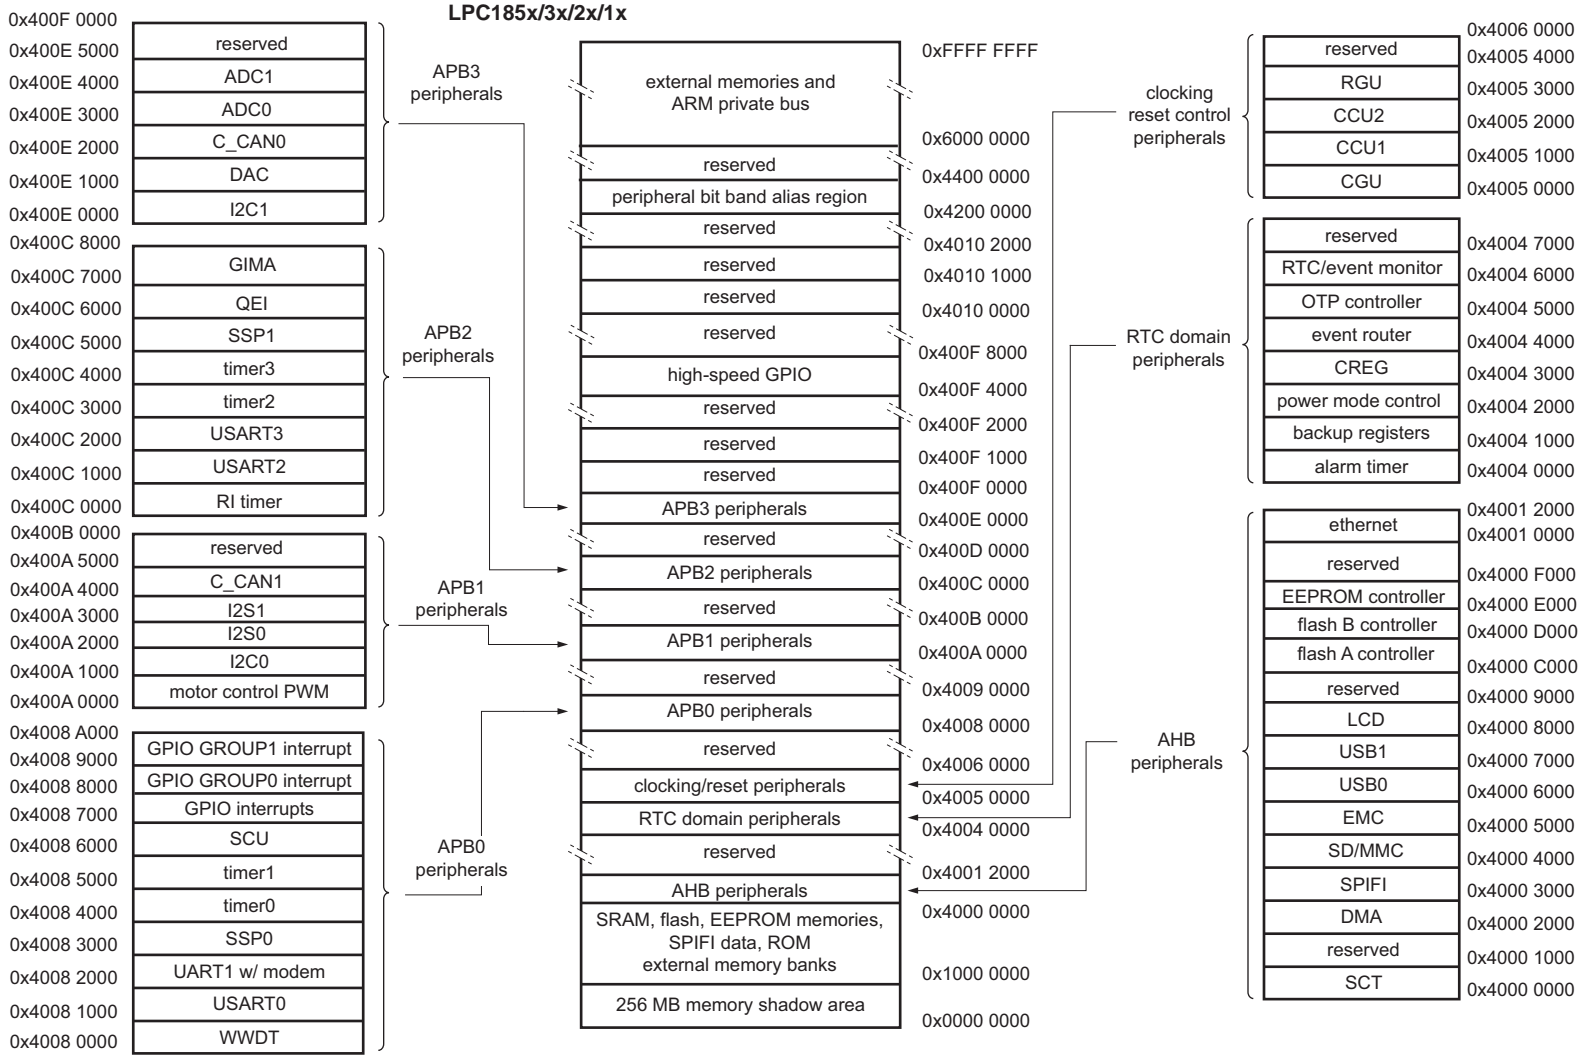 LPC185x/3x/2x/1x
0x400F 0000
reserved
0x400E 5000
ADC1
0x400E 4000
ADC0
0x400E 3000
C_CAN0
0x400E 2000
DAC
0x400E 1000
I2C1
0x400E 0000
APB3
peripherals
0x400C 8000
GIMA
0x400C 7000
QEI
0x400C 6000
SSP1
0x400C 5000
timer3
0x400C 4000
timer2
0x400C 3000
USART3
0x400C 2000
USART2
0x400C 1000
RI timer
0x400C 0000
APB2
peripherals
0x400B 0000
reserved
0x400A 5000
C_CAN1
0x400A 4000
I2S1
0x400A 3000
I2S0
0x400A 2000
I2C0
0x400A 1000
motor control PWM
0x400A 0000
APB1
peripherals
0x4008 A000
GPIO GROUP1 interrupt
0x4008 9000
GPIO GROUP0 interrupt
0x4008 8000
GPIO interrupts
0x4008 7000
SCU
0x4008 6000
timer1
0x4008 5000
timer0
0x4008 4000
SSP0
0x4008 3000
UART1 w/ modem
0x4008 2000
USART0
0x4008 1000
WWDT
0x4008 0000
APB0
peripherals
0xFFFF FFFF
external memories and
ARM private bus
0x6000 0000
reserved
0x4400 0000
peripheral bit band alias region
0x4200 0000
reserved
0x4010 2000
reserved
0x4010 1000
reserved
0x4010 0000
reserved
0x400F 8000
high-speed GPIO
0x400F 4000
reserved
0x400F 2000
reserved
0x400F 1000
reserved
0x400F 0000
APB3 peripherals
0x400E 0000
reserved
0x400D 0000
APB2 peripherals
0x400C 0000
reserved
0x400B 0000
APB1 peripherals
0x400A 0000
reserved
0x4009 0000
APB0 peripherals
0x4008 0000
reserved
0x4006 0000
clocking/reset peripherals
0x4005 0000
RTC domain peripherals
0x4004 0000
reserved
0x4001 2000
AHB peripherals
0x4000 0000
SRAM, flash, EEPROM memories,
SPIFI data, ROM
external memory banks
0x1000 0000
256 MB memory shadow area
0x0000 0000
clocking
reset control
peripherals
0x4006 0000
reserved
0x4005 4000
RGU
0x4005 3000
CCU2
0x4005 2000
CCU1
0x4005 1000
CGU
0x4005 0000
RTC domain
peripherals
reserved
0x4004 7000
RTC/event monitor
0x4004 6000
OTP controller
0x4004 5000
event router
0x4004 4000
CREG
0x4004 3000
power mode control
0x4004 2000
backup registers
0x4004 1000
alarm timer
0x4004 0000
AHB
peripherals
0x4001 2000
ethernet
0x4001 0000
reserved
0x4000 F000
EEPROM controller
0x4000 E000
flash B controller
0x4000 D000
flash A controller
0x4000 C000
reserved
0x4000 9000
LCD
0x4000 8000
USB1
0x4000 7000
USB0
0x4000 6000
EMC
0x4000 5000
SD/MMC
0x4000 4000
SPIFI
0x4000 3000
DMA
0x4000 2000
reserved
0x4000 1000
SCT
0x4000 0000